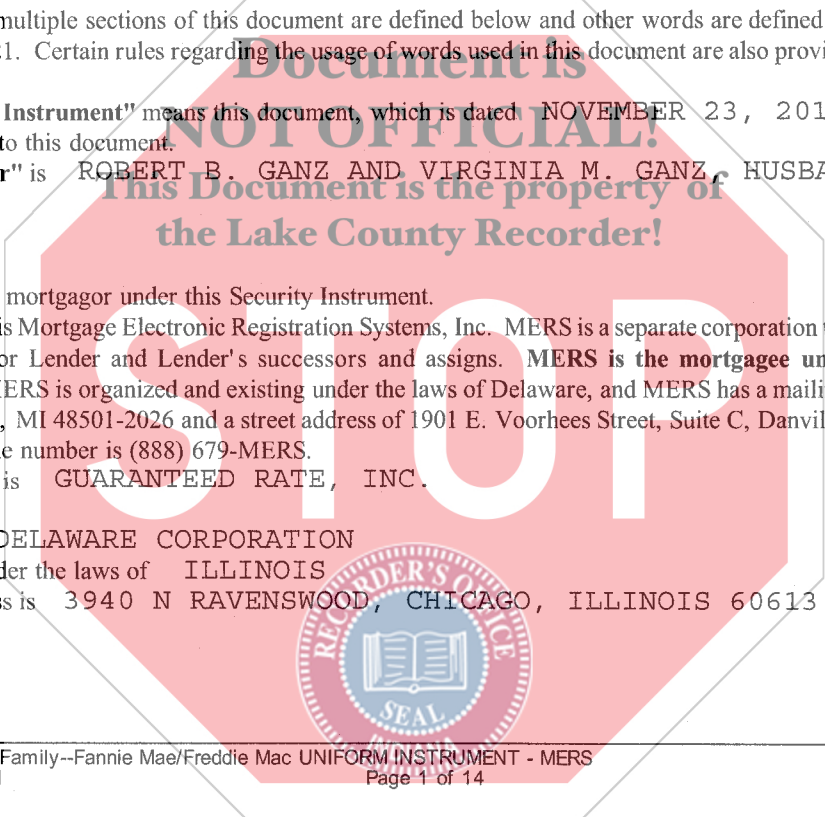 multiple sections of this document are defined below and other words are defined
21. Certain rules regarding the usage of words used in this document are also provi
Document is
Instrument" means this document, which is dated NOVEMBER 23, 201
NOT OFFICIAL!
to this document.
r" is ROBERT B. GANZ AND VIRGINIA M. GANZ, HUSBA
This Document is the property of
the Lake County Recorder!
mortgagor under this Security Instrument.
is Mortgage Electronic Registration Systems, Inc. MERS is a separate corporation
or Lender and Lender's successors and assigns. MERS is the mortgagee un
MERS is organized and existing under the laws of Delaware, and MERS has a maili
, MI 48501-2026 and a street address of 1901 E. Voorhees Street, Suite C, Danvil
e number is (888) 679-MERS.
STOP
is GUARANTEED RATE, INC.
DELAWARE CORPORATION
der the laws of ILLINOIS
ss is 3940 N RAVENSWOOD, CHICAGO, ILLINOIS 60613
RECORDER'S OFFICE
SEAL
INDIANA
Family--Fannie Mae/Freddie Mac UNIFORM INSTRUMENT - MERS
Page 1 of 14